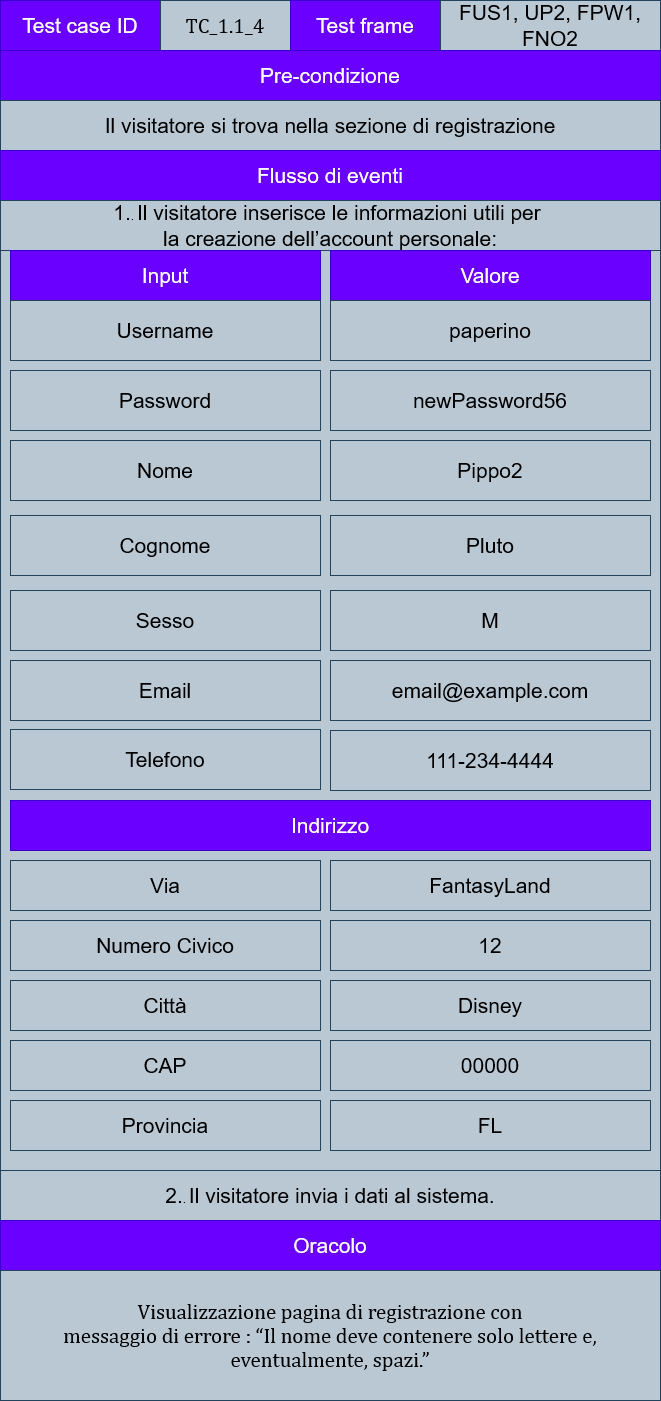 Test case ID TC_1.1_4 Test frame FUS1, UP2, FPW1,
FNO2
Pre-condizione
Il visitatore si trova nella sezione di registrazione
Flusso di eventi
1. Il visitatore inserisce le informazioni utili per
la creazione dell’account personale:
Input Valore
Username paperino
Password newPassword56
Nome Pippo2
Cognome Pluto
Sesso M
Email email@example.com
Telefono 111-234-4444
Indirizzo
Via FantasyLand
Numero Civico 12
Città Disney
CAP 00000
Provincia FL
2. Il visitatore invia i dati al sistema.
Oracolo
Visualizzazione pagina di registrazione con
messaggio di errore : “Il nome deve contenere solo lettere e,
eventualmente, spazi.”